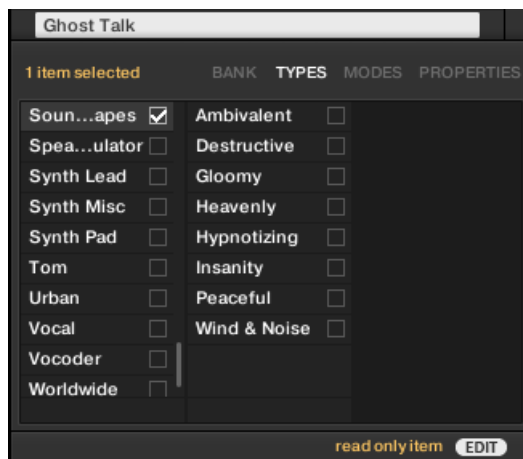 Ghost Talk
1 item selected BANK TYPES MODES PROPERTIES
Soun...apes Ambivalent
Spea...ulator Destructive
Synth Lead Gloomy
Synth Misc Heavenly
Synth Pad Hypnotizing
Tom Insanity
Urban Peaceful
Vocal Wind & Noise
Vocoder
Worldwide
read only item EDIT